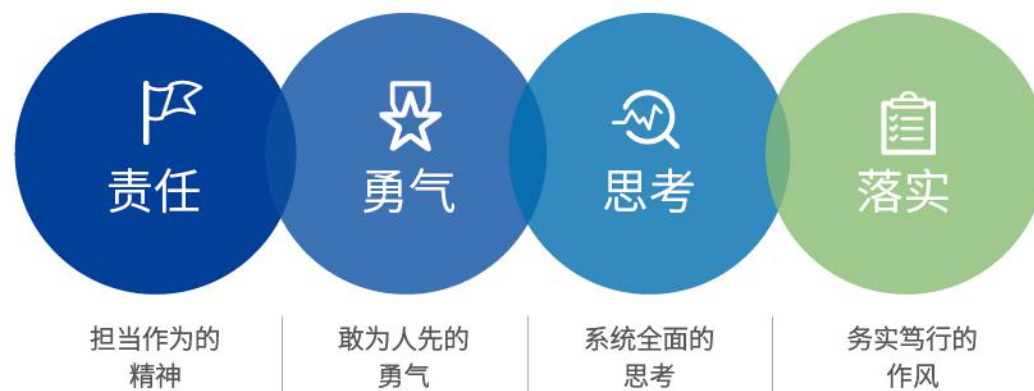 责任
勇气
思考
落实
担当作为的
精神
敢为人先的
勇气
系统全面的
思考
务实笃行的
作风